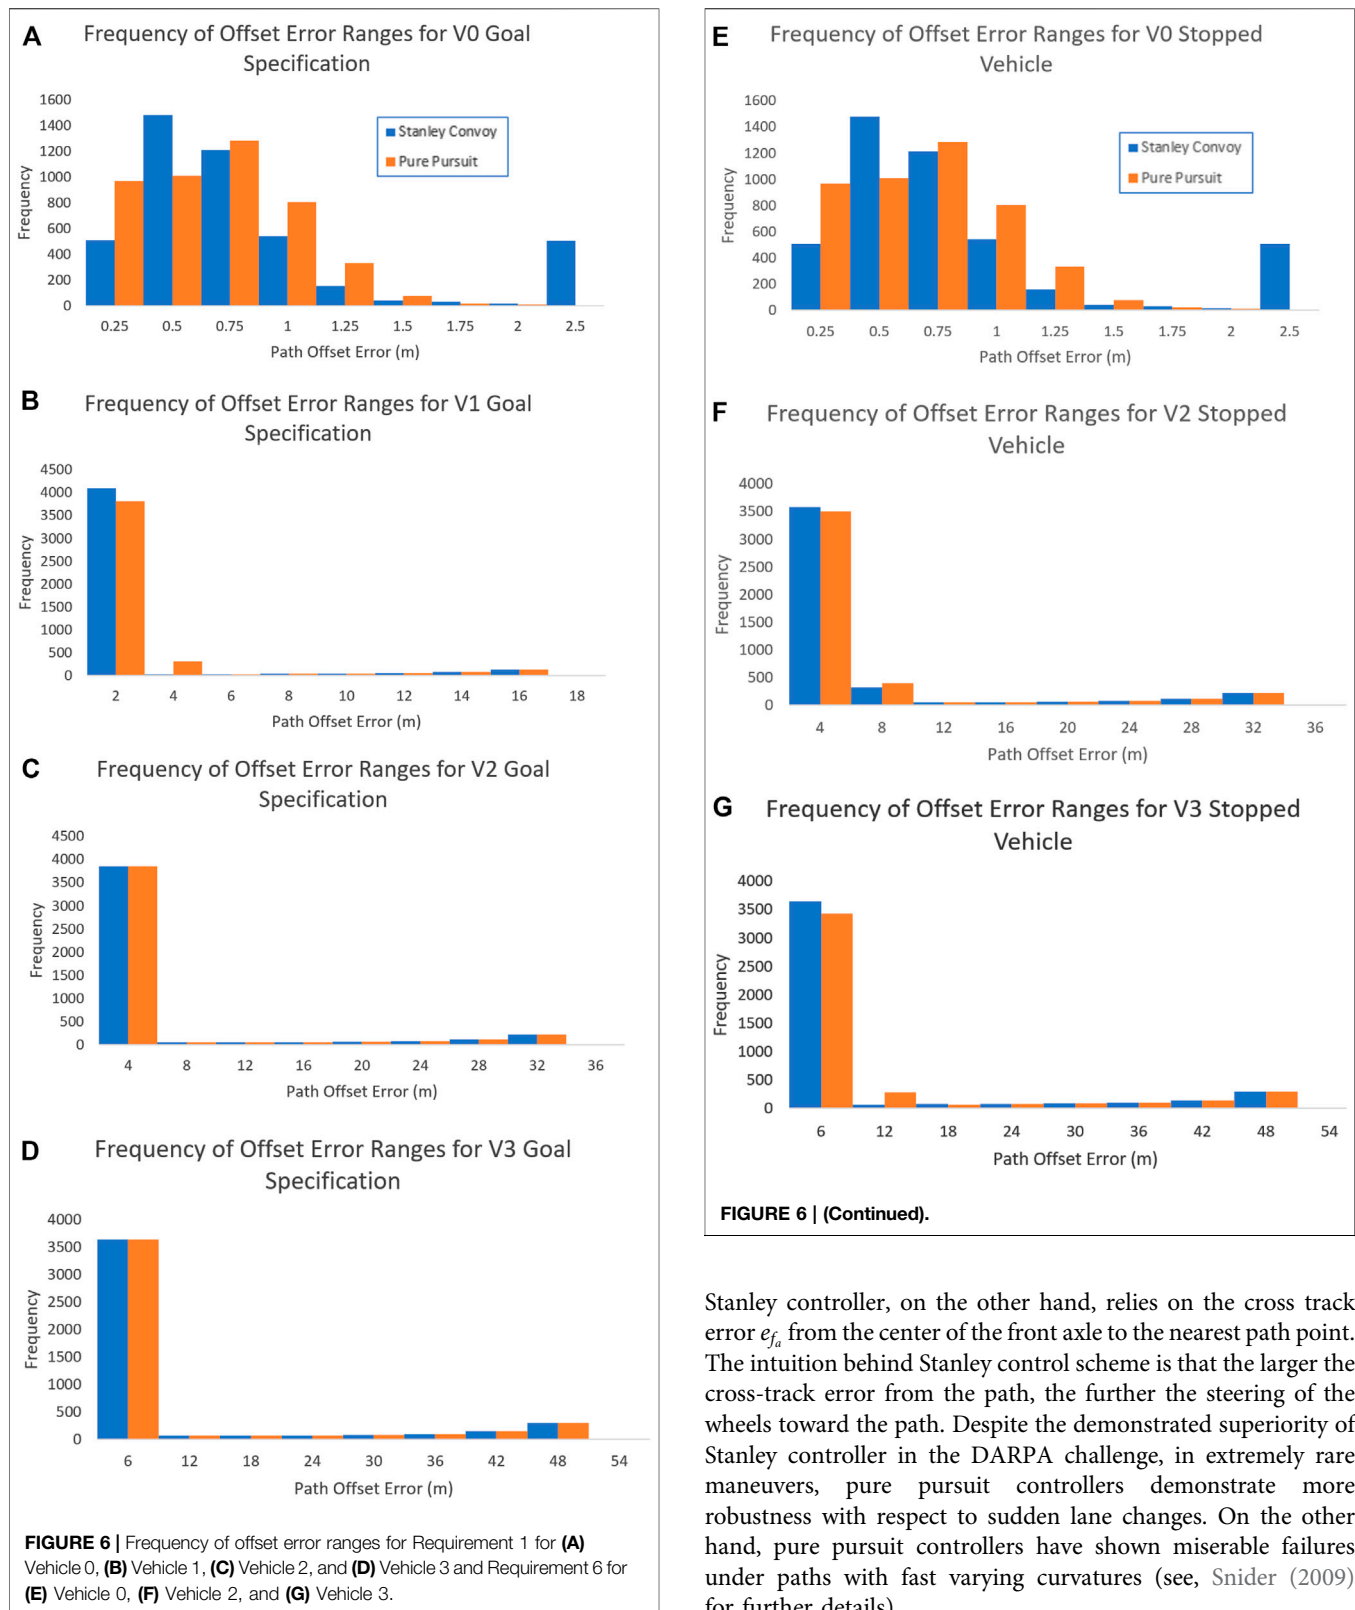 A
Frequency of Offset Error Ranges for V0 Goal
Specification
1600
1400
1200
1000
800
600
400
200
0
Frequency
Stanley Convoy
Pure Pursuit
0.25 0.5 0.75 1 1.25 1.5 1.75 2 2.5
Path Offset Error (m)
B
Frequency of Offset Error Ranges for V1 Goal
Specification
4500
4000
3500
3000
2500
2000
1500
1000
500
0
Frequency
2 4 6 8 10 12 14 16 18
Path Offset Error (m)
C
Frequency of Offset Error Ranges for V2 Goal
Specification
4500
4000
3500
3000
2500
2000
1500
1000
500
0
Frequency
4 8 12 16 20 24 28 32 36
Path Offset Error (m)
D
Frequency of Offset Error Ranges for V3 Goal
Specification
4000
3500
3000
2500
2000
1500
1000
500
0
Frequency
6 12 18 24 30 36 42 48 54
Path Offset Error (m)
FIGURE 6 | Frequency of offset error ranges for Requirement 1 for (A)
Vehicle 0, (B) Vehicle 1, (C) Vehicle 2, and (D) Vehicle 3 and Requirement 6 for
(E) Vehicle 0, (F) Vehicle 2, and (G) Vehicle 3.
E
Frequency of Offset Error Ranges for V0 Stopped
Vehicle
1600
1400
1200
1000
800
600
400
200
0
Frequency
Stanley Convoy
Pure Pursuit
0.25 0.5 0.75 1 1.25 1.5 1.75 2 2.5
Path Offset Error (m)
F
Frequency of Offset Error Ranges for V2 Stopped
Vehicle
4000
3500
3000
2500
2000
1500
1000
500
0
Frequency
4 8 12 16 20 24 28 32 36
Path Offset Error (m)
G
Frequency of Offset Error Ranges for V3 Stopped
Vehicle
4000
3500
3000
2500
2000
1500
1000
500
0
Frequency
6 12 18 24 30 36 42 48 54
Path Offset Error (m)
FIGURE 6 | (Continued).
Stanley controller, on the other hand, relies on the cross track
error e_{f_a} from the center of the front axle to the nearest path point.
The intuition behind Stanley control scheme is that the larger the
cross-track error from the path, the further the steering of the
wheels toward the path. Despite the demonstrated superiority of
Stanley controller in the DARPA challenge, in extremely rare
maneuvers, pure pursuit controllers demonstrate more
robustness with respect to sudden lane changes. On the other
hand, pure pursuit controllers have shown miserable failures
under paths with fast varying curvatures (see, Snider (2009)
for further details)